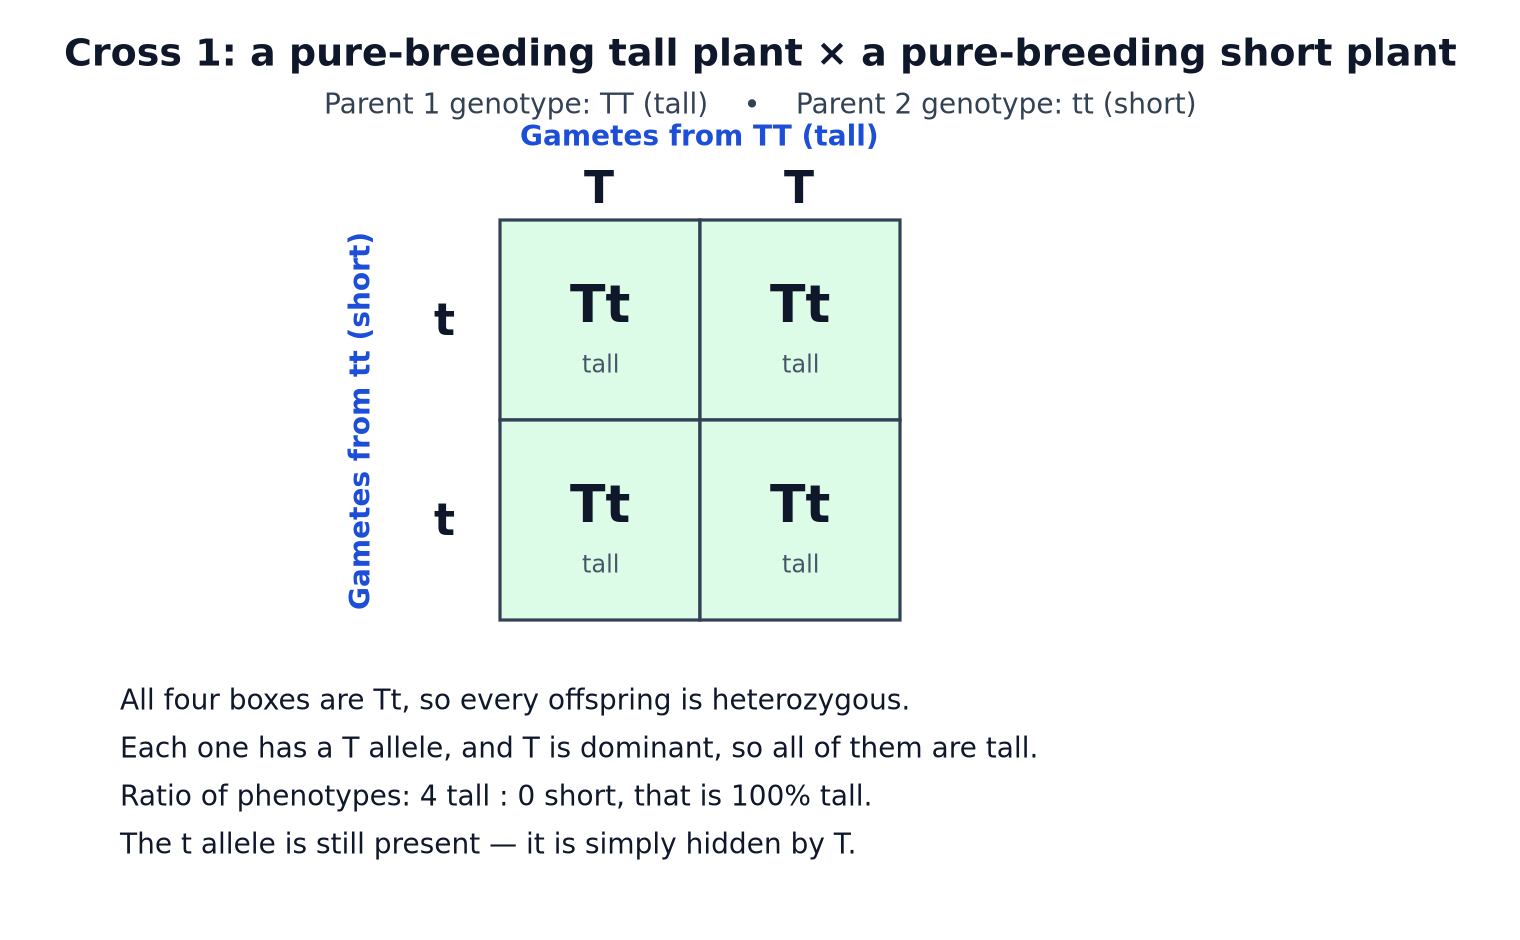 Cross 1: a pure-breeding tall plant × a pure-breeding short plant
Parent 1 genotype: TT (tall) • Parent 2 genotype: tt (short)
Gametes from TT (tall)
T T
Gametes from tt (short)
t
Tt Tt
tall tall
t
Tt Tt
tall tall
All four boxes are Tt, so every offspring is heterozygous.
Each one has a T allele, and T is dominant, so all of them are tall.
Ratio of phenotypes: 4 tall : 0 short, that is 100% tall.
The t allele is still present — it is simply hidden by T.